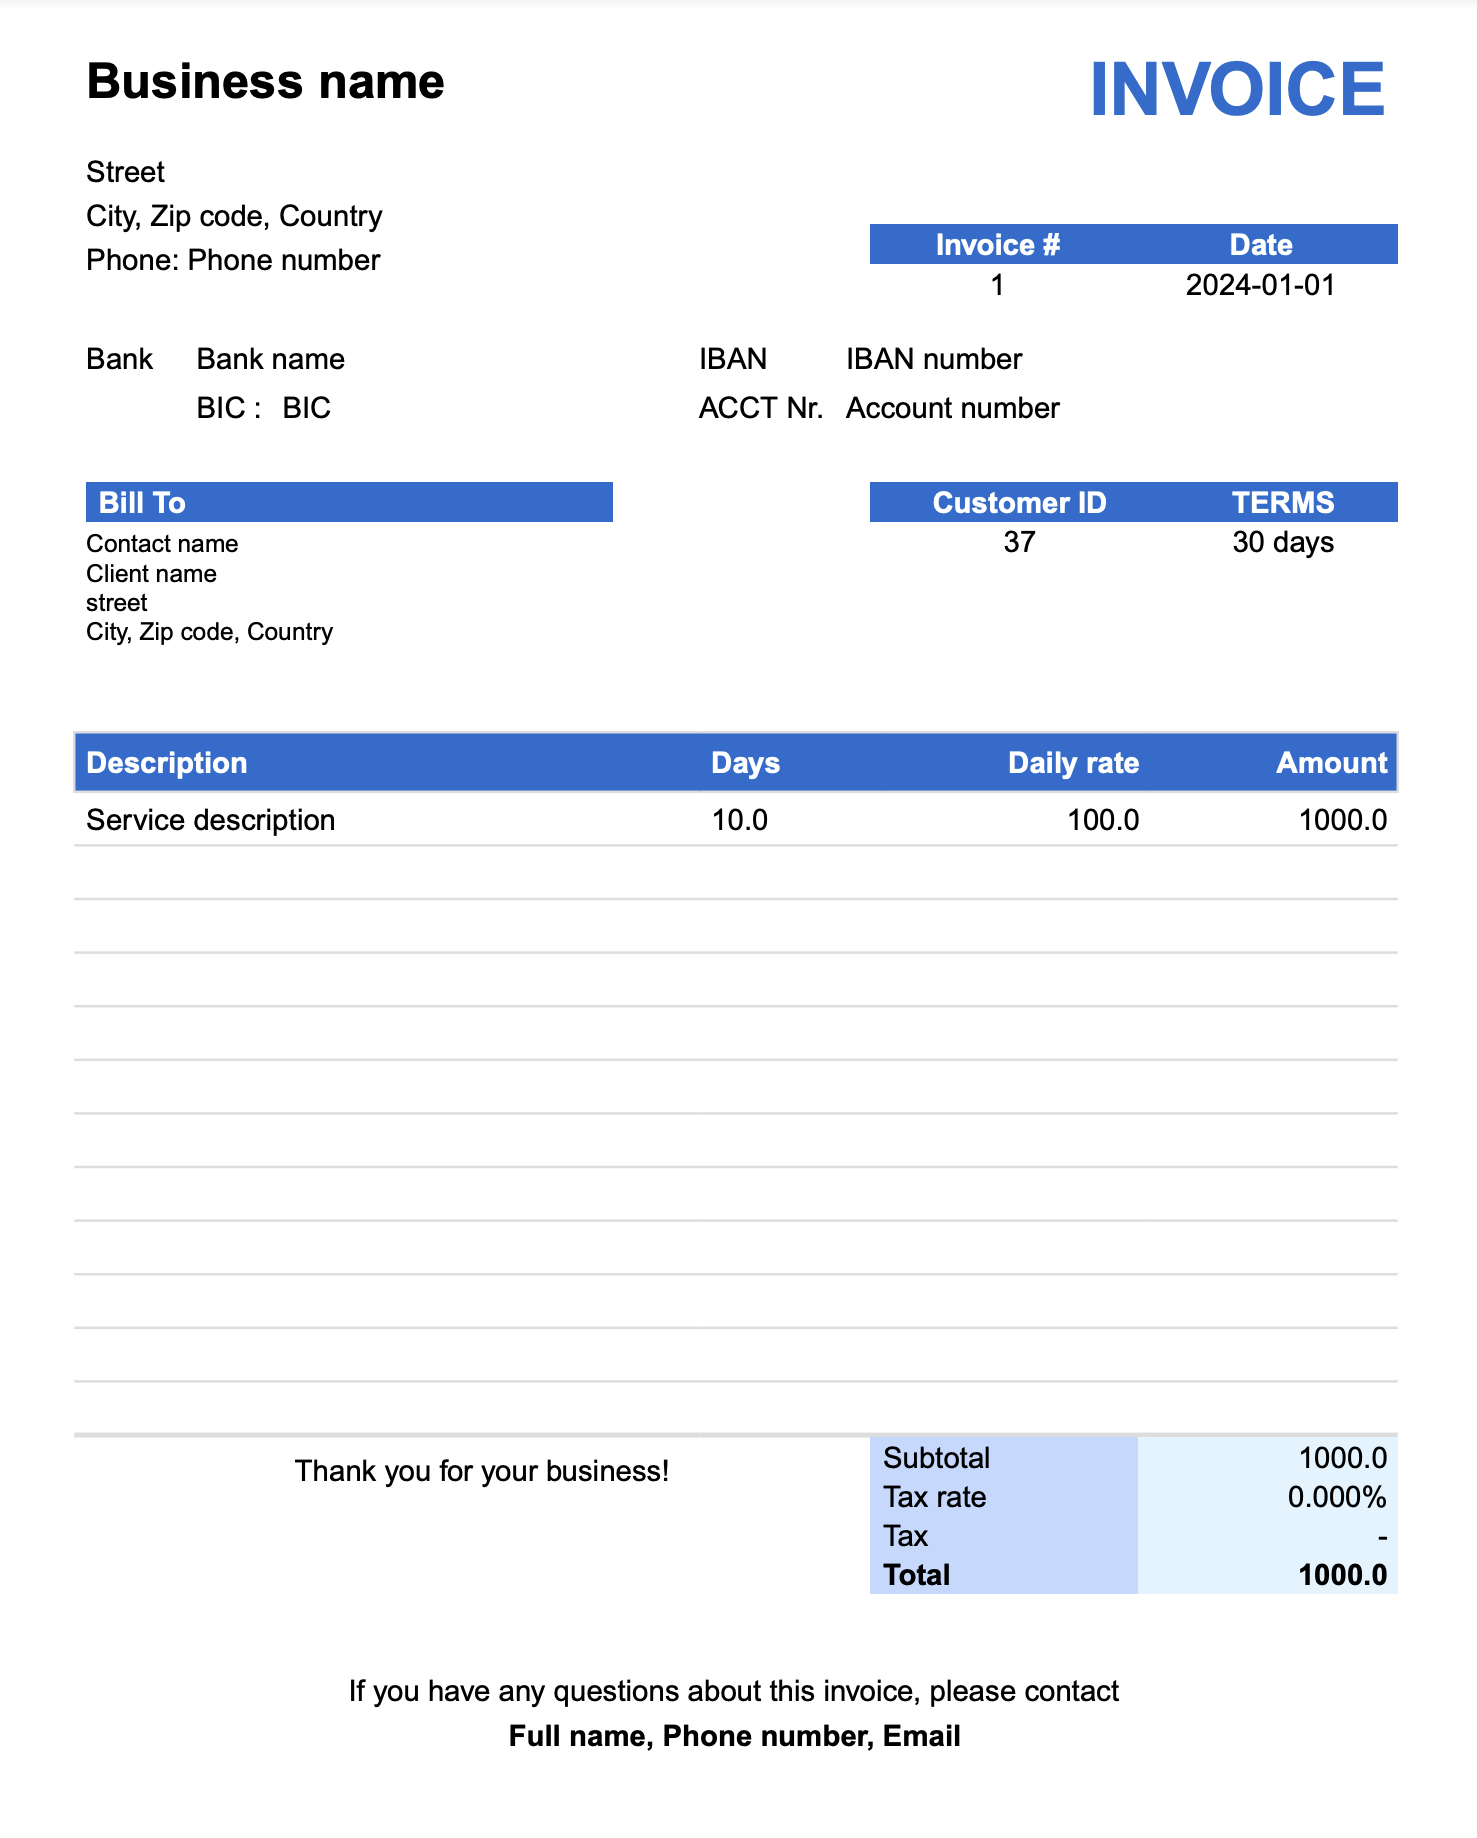 Business name
INVOICE
Street
City, Zip code, Country
Phone: Phone number
Invoice # Date
1 2024-01-01
Bank Bank name IBAN IBAN number
BIC : BIC ACCT Nr. Account number
Bill To
Contact name
Client name
street
City, Zip code, Country
Customer ID TERMS
37 30 days
Description Days Daily rate Amount
Service description 10.0 100.0 1000.0
Thank you for your business!
Subtotal 1000.0
Tax rate 0.000%
Tax -
Total 1000.0
If you have any questions about this invoice, please contact
Full name, Phone number, Email